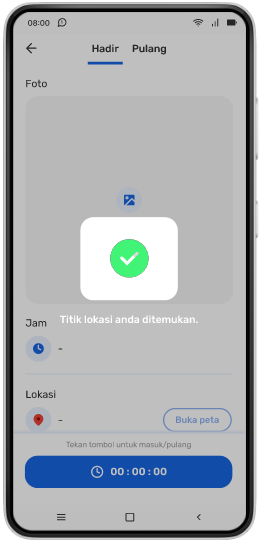 08:00
Hadir Pulang
Foto
Titik lokasi anda ditemukan.
Jam
-
Lokasi
-
Buka peta
Tekan tombol untuk masuk/pulang
00 : 00 : 00